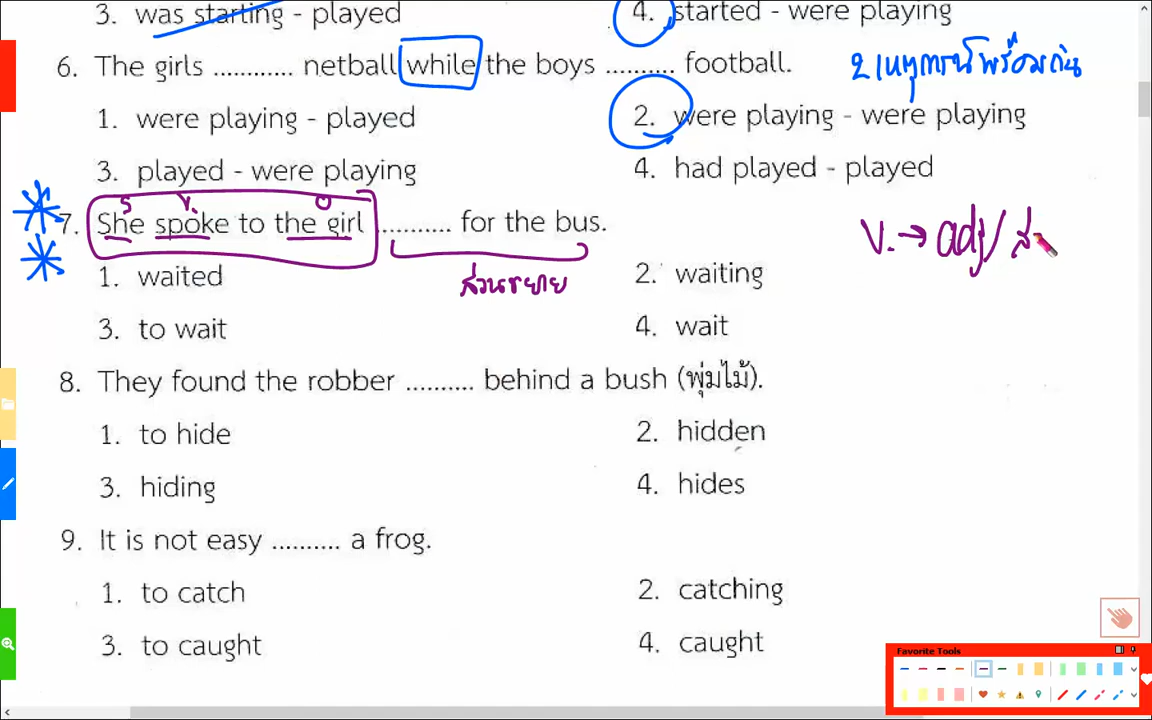 3. was starting - played
4. started - were playing
6. The girls ............ netball while the boys .......... football.
2 เหตุการณ์พร้อมกัน
1. were playing - played
2. were playing - were playing
3. played - were playing
4. had played - played
S V. O
7. She spoke to the girl .......... for the bus.
V. → adj/ส
1. waited
2. waiting
ส่วนขยาย
3. to wait
4. wait
8. They found the robber .......... behind a bush (พุ่มไม้).
1. to hide
2. hidden
3. hiding
4. hides
9. It is not easy .......... a frog.
1. to catch
2. catching
3. to caught
4. caught
Favorite Tools